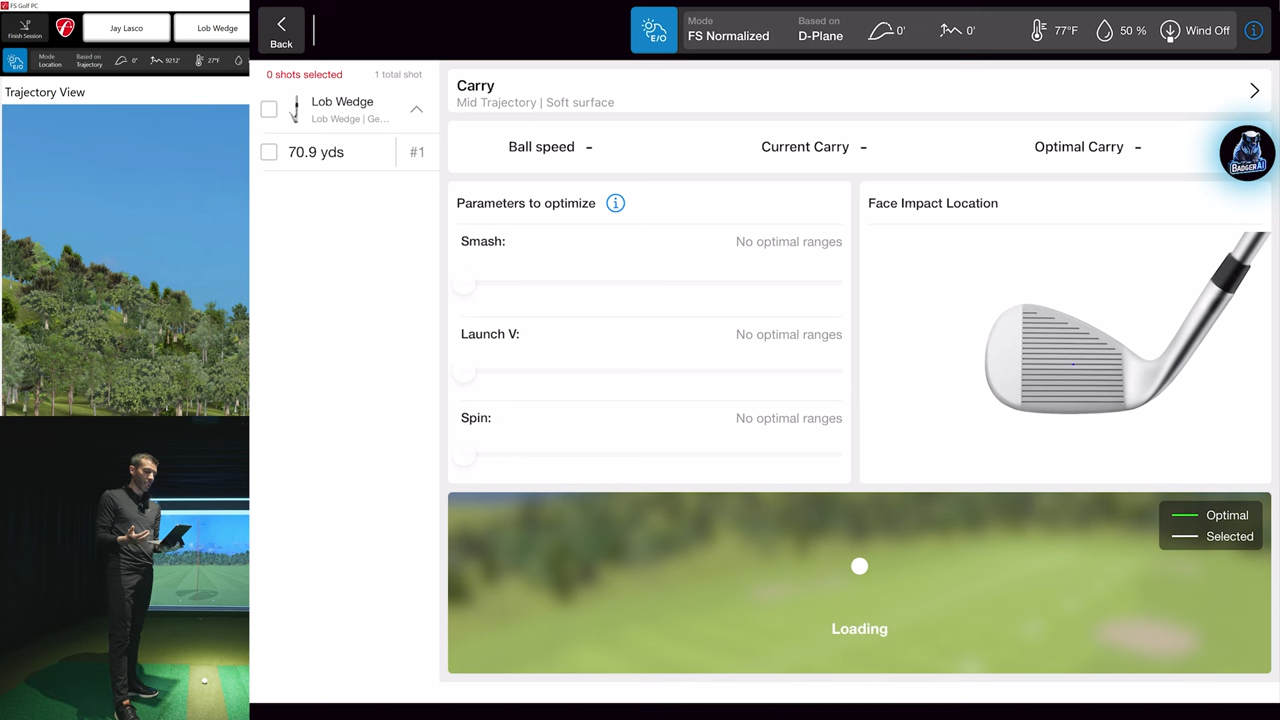 FS Golf PC
Finish Session
Jay Lasco
Lob Wedge
E/O
Mode
Location
Based on
Trajectory
0'
9212'
27°F
Trajectory View
Back
E/O
Mode
FS Normalized
Based on
D-Plane
0'
0'
77°F
50 %
Wind Off
0 shots selected
1 total shot
Lob Wedge
Lob Wedge | Ge...
70.9 yds
#1
Carry
Mid Trajectory | Soft surface
Ball speed -
Current Carry -
Optimal Carry -
BADGERAI
Parameters to optimize
Smash:
No optimal ranges
Launch V:
No optimal ranges
Spin:
No optimal ranges
Face Impact Location
Optimal
Selected
Loading